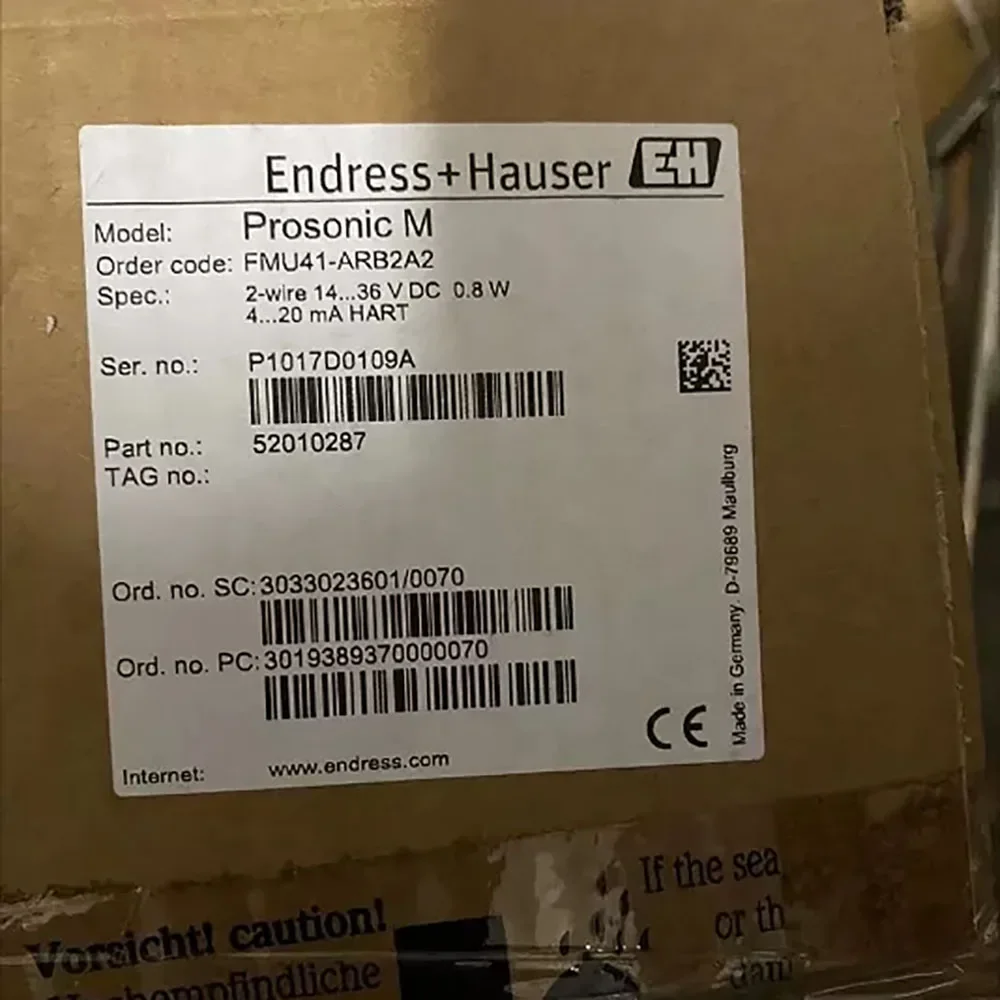 Endress+Hauser EH
Model: Prosonic M
Order code: FMU41-ARB2A2
Spec.: 2-wire 14...36 V DC 0.8 W
4...20 mA HART
Ser. no.: P1017D0109A
Part no.: 52010287
TAG no.:
Ord. no. SC: 3033023601/0070
Ord. no. PC: 3019389370000070
Internet: www.endress.com
Made in Germany. D-79689 Maulburg
CE
If the sea
or th
Vorsicht! caution!